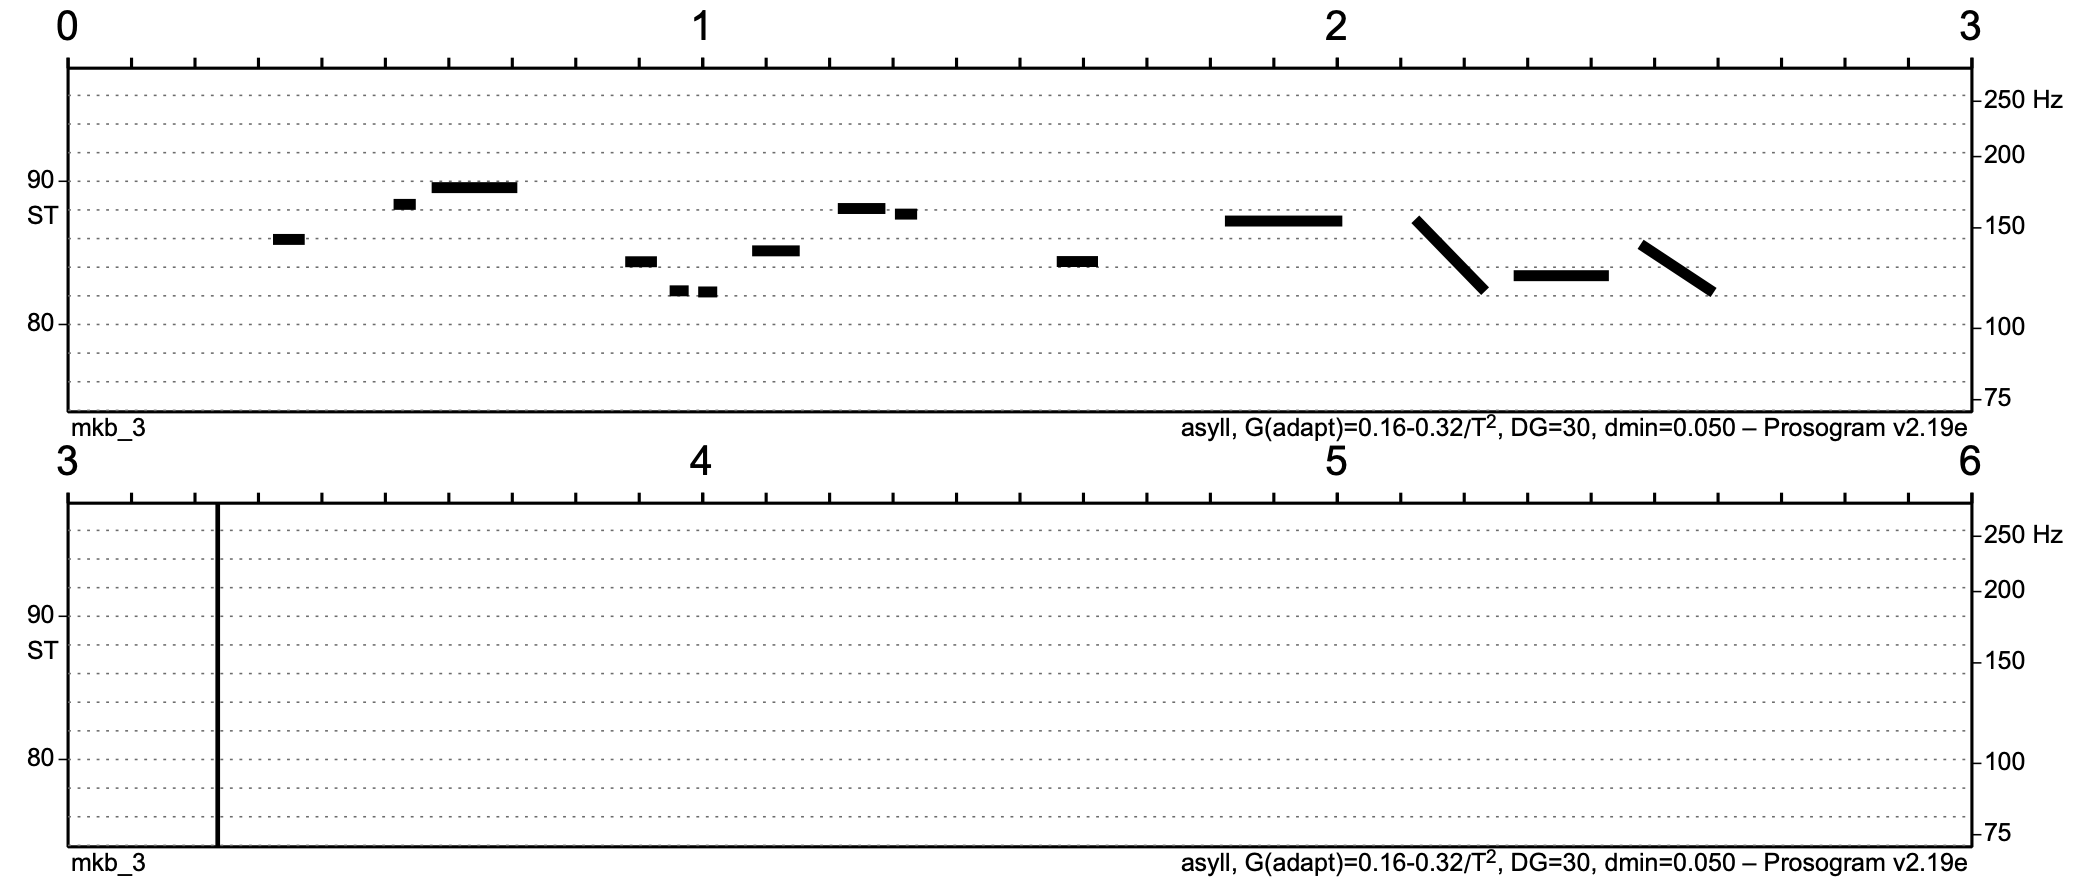 0 1 2 3
250 Hz
200
90
ST
150
80
100
75
mkb_3 asyll, G(adapt)=0.16-0.32/T², DG=30, dmin=0.050 – Prosogram v2.19e
3 4 5 6
250 Hz
200
90
ST
150
80
100
75
mkb_3 asyll, G(adapt)=0.16-0.32/T², DG=30, dmin=0.050 – Prosogram v2.19e